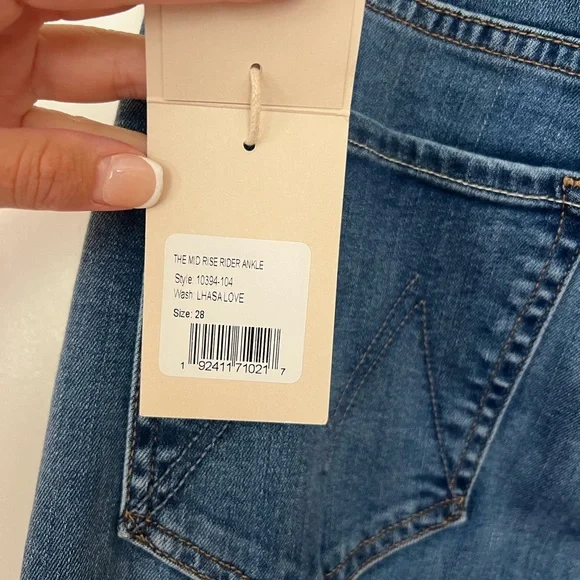 THE MID RISE RIDER ANKLE
Style: 10394-104
Wash: LHASA LOVE
Size: 28
1 92411 71021 7